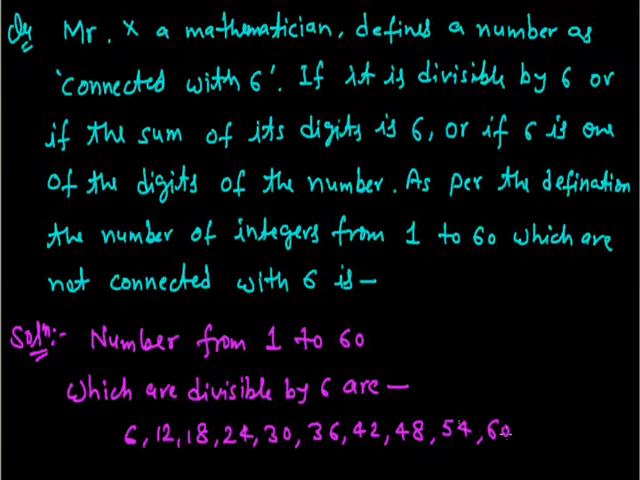 Qn Mr. X a mathematician, defines a number as
'connected with 6'. If it is divisible by 6 or
if the sum of its digits is 6, or if 6 is one
of the digits of the number. As per the defination
the number of integers from 1 to 60 which are
not connected with 6 is —
Soln:- Number from 1 to 60
Which are divisible by 6 are —
6, 12, 18, 24, 30, 36, 42, 48, 54, 60